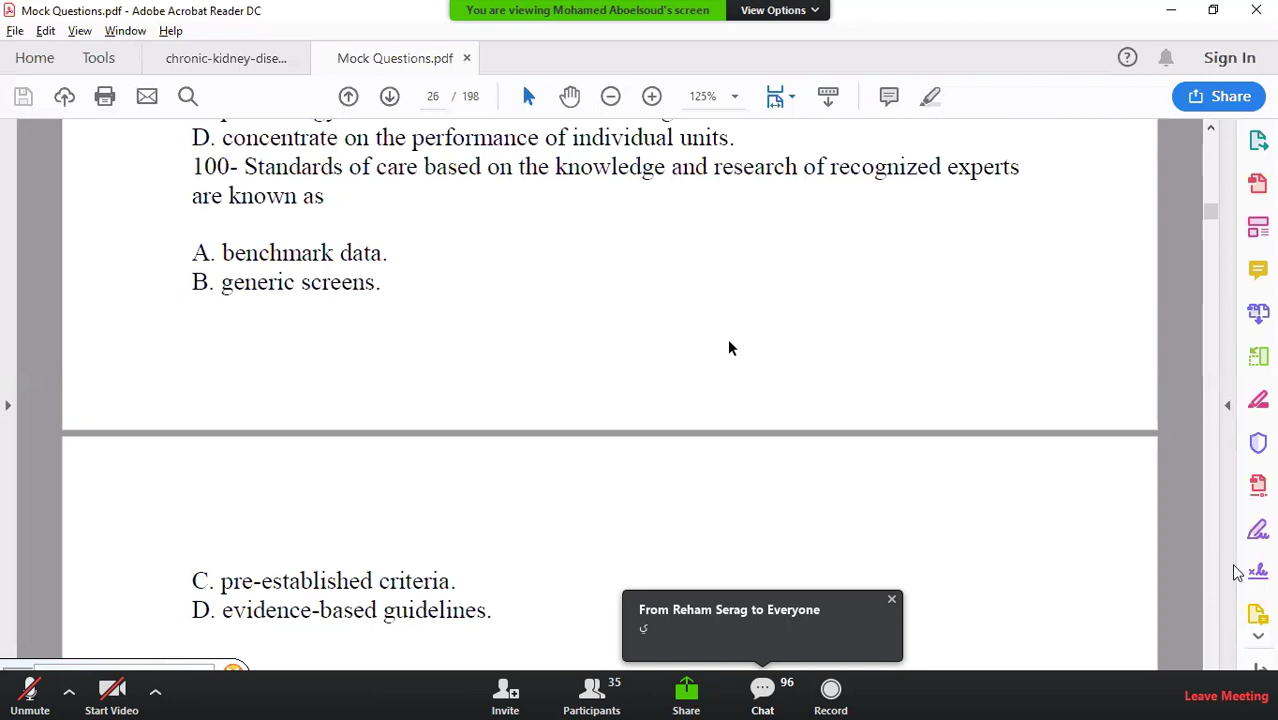 Mock Questions.pdf - Adobe Acrobat Reader DC
You are viewing Mohamed Aboelsoud's screen
View Options
File Edit View Window Help
Home Tools chronic-kidney-dise... Mock Questions.pdf
Sign In
26 / 198
125%
Share
D. concentrate on the performance of individual units.
100- Standards of care based on the knowledge and research of recognized experts
are known as
A. benchmark data.
B. generic screens.
C. pre-established criteria.
D. evidence-based guidelines.
From Reham Serag to Everyone
ي
Unmute
Start Video
Invite
Participants 35
Share
Chat 96
Record
Leave Meeting